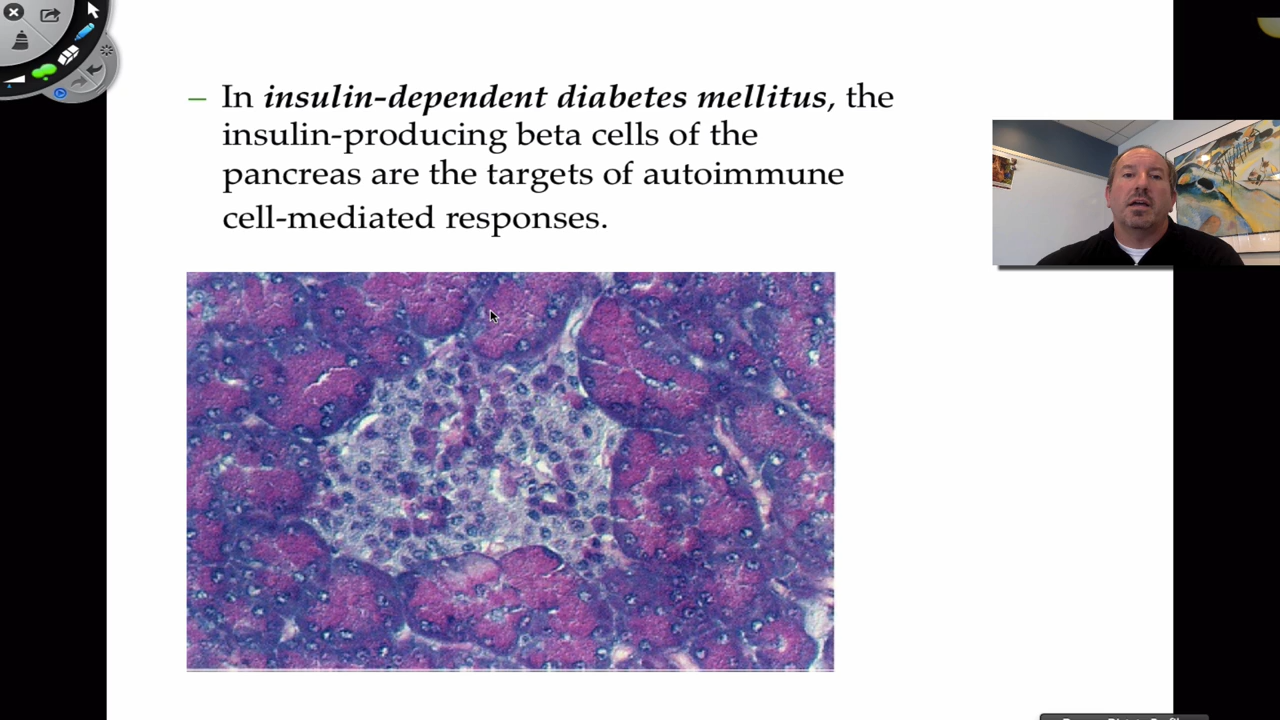 – In insulin-dependent diabetes mellitus, the
insulin-producing beta cells of the
pancreas are the targets of autoimmune
cell-mediated responses.